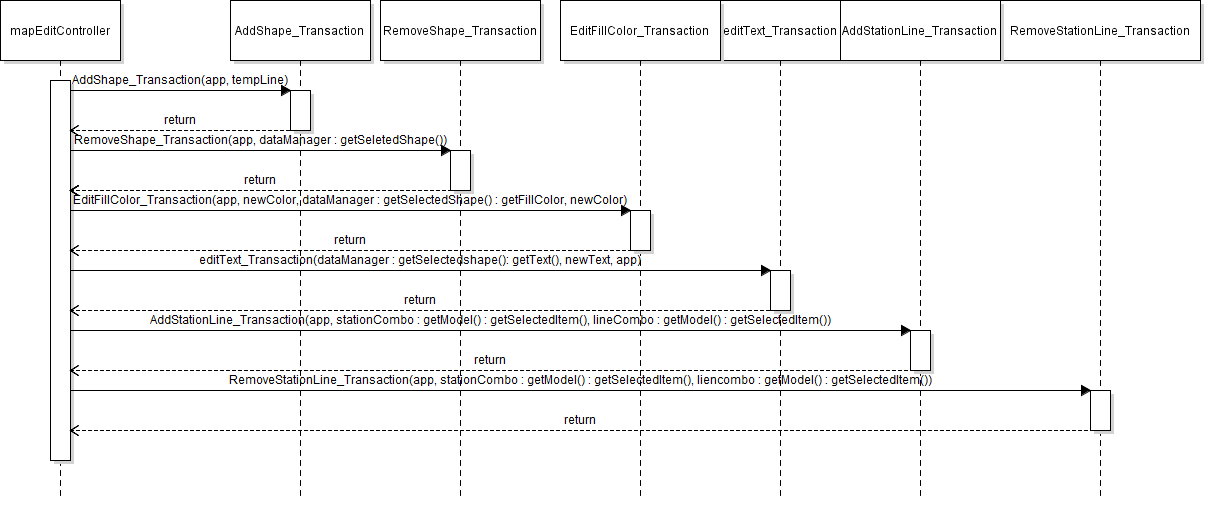 mapEditController
AddShape_Transaction
RemoveShape_Transaction
EditFillColor_Transaction
editText_Transaction
AddStationLine_Transaction
RemoveStationLine_Transaction
AddShape_Transaction(app, tempLine)
return
RemoveShape_Transaction(app, dataManager : getSeletedShape())
return
EditFillColor_Transaction(app, newColor, dataManager : getSelectedShape() : getFillColor, newColor)
return
editText_Transaction(dataManager : getSelectedshape(): getText(), newText, app)
return
AddStationLine_Transaction(app, stationCombo : getModel() : getSelectedItem(), lineCombo : getModel() : getSelectedItem())
return
RemoveStationLine_Transaction(app, stationCombo : getModel() : getSelectedItem(), liencombo : getModel() : getSelectedItem())
return